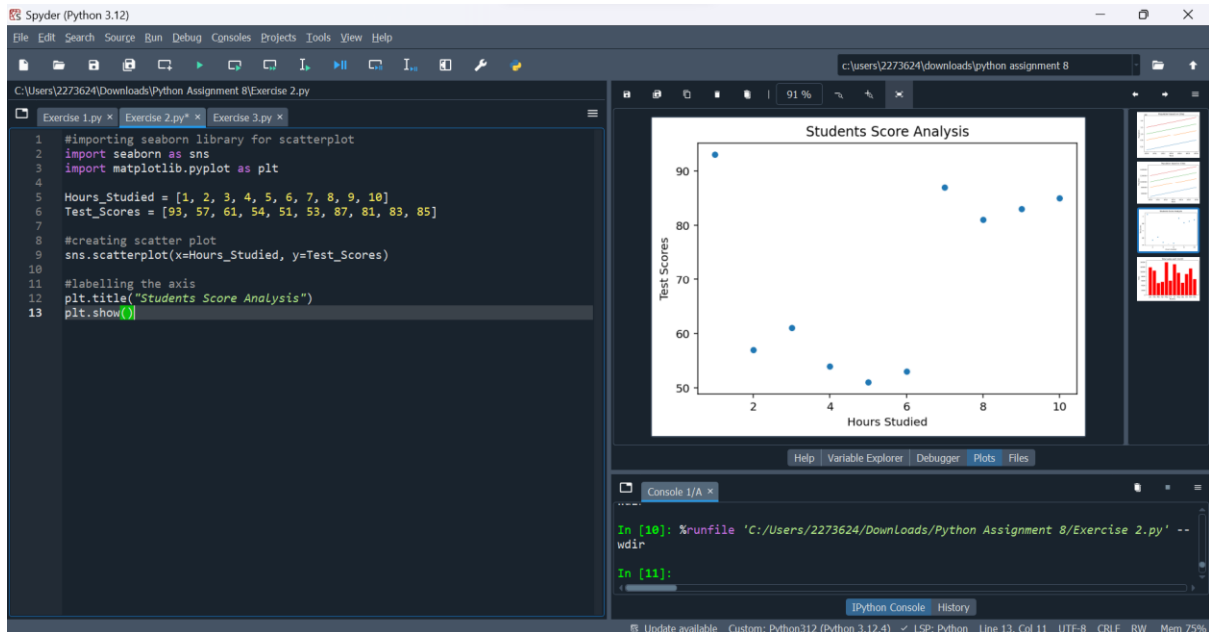 Spyder (Python 3.12)
File Edit Search Source Run Debug Consoles Projects Tools View Help
91 %
c:\users\2273624\downloads\python assignment 8
C:\Users\2273624\Downloads\Python Assignment 8\Exercise 2.py
Exercise 1.py × Exercise 2.py* × Exercise 3.py ×
1 #importing seaborn library for scatterplot
2 import seaborn as sns
3 import matplotlib.pyplot as plt
4
5 Hours_Studied = [1, 2, 3, 4, 5, 6, 7, 8, 9, 10]
6 Test_Scores = [93, 57, 61, 54, 51, 53, 87, 81, 83, 85]
7
8 #creating scatter plot
9 sns.scatterplot(x=Hours_Studied, y=Test_Scores)
10
11 #labelling the axis
12 plt.title("Students Score Analysis")
13 plt.show()
Students Score Analysis
90
80
70
60
50
Test Scores
2 4 6 8 10
Hours Studied
Help Variable Explorer Debugger Plots Files
Console 1/A ×
In [10]: %runfile 'C:/Users/2273624/Downloads/Python Assignment 8/Exercise 2.py' --
wdir
In [11]:
IPython Console History
Update available Custom: Python312 (Python 3.12.4) ✓ LSP: Python Line 13, Col 11 UTF-8 CRLF RW Mem 75%